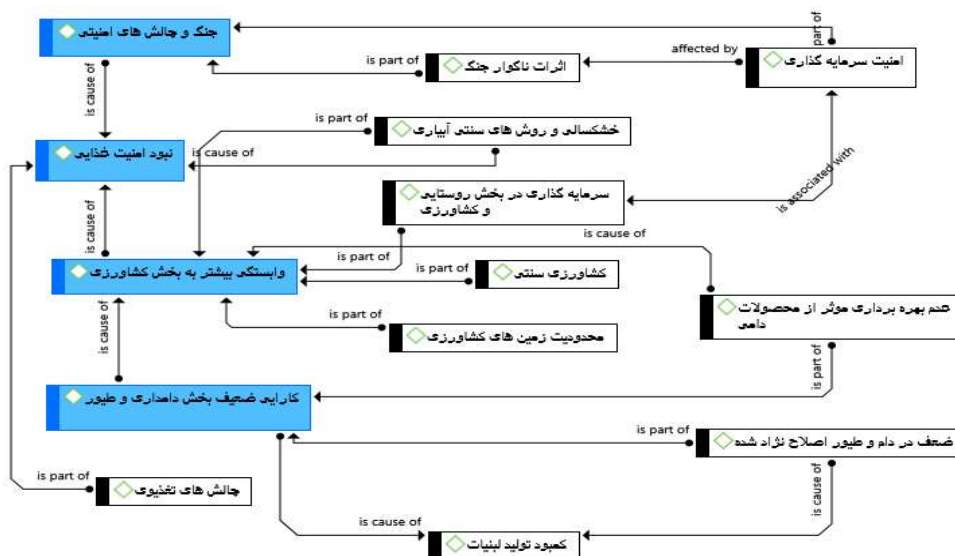 جنگ و چالش های امنیتی
part of
affected by
امنیت سرمایه گذاری
is part of
اثرات ناگوار جنگ
is cause of
is part of
خشکسالی و روش های سنتی آبیاری
نبود امنیت غذایی
is cause of
is associated with
سرمایه گذاری در بخش روستایی
و کشاورزی
is cause of
is cause of
is part of
وابستگی بیشتر به بخش کشاورزی
is part of
کشاورزی سنتی
عدم بهره برداری موثر از محصولات
دامی
is part of
محدودیت زمین های کشاورزی
is cause of
is part of
کارایی ضعیف بخش دامداری و طیور
is part of
ضعف در دام و طیور اصلاح نژاد شده
is part of
چالش های تغذیوی
is cause of
is cause of
کمبود تولید لبنیات